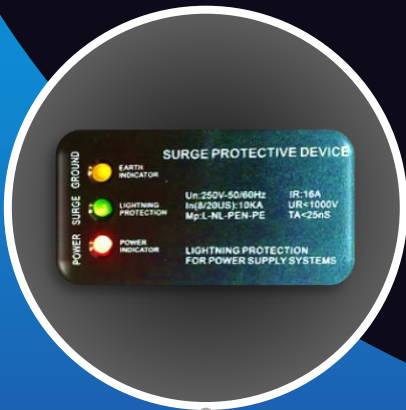 SURGE PROTECTIVE DEVICE
POWER SURGE GROUND
EARTH
INDICATOR
LIGHTNING
PROTECTION
POWER
INDICATOR
Un:250V-50/60Hz IR:16A
In(8/20US):10KA UR<1000V
Mp:L-NL-PEN-PE TA<25nS
LIGHTNING PROTECTION
FOR POWER SUPPLY SYSTEMS